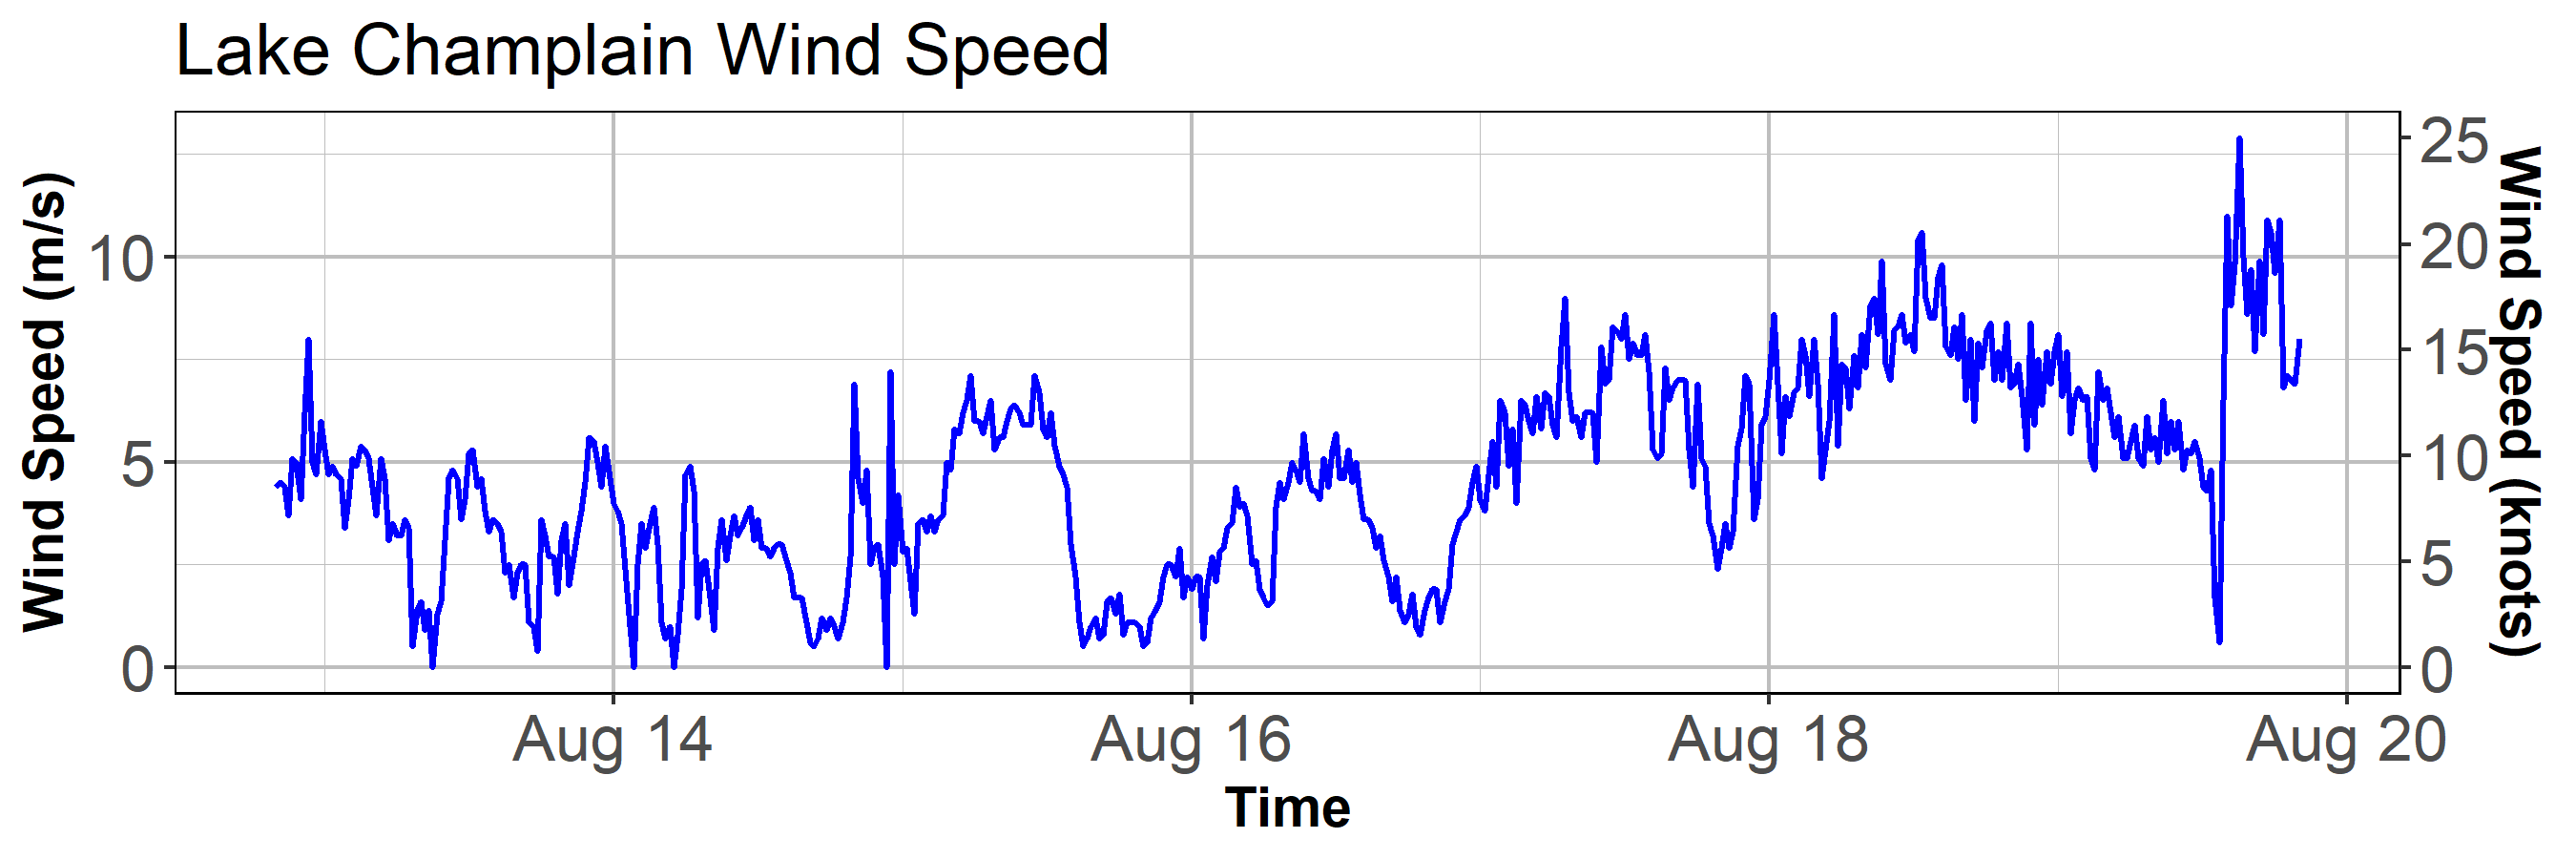 Lake Champlain Wind Speed
Wind Speed (m/s)
10
5
0
25
20
15
10
5
0
Wind Speed (knots)
Aug 14 Aug 16 Aug 18 Aug 20
Time